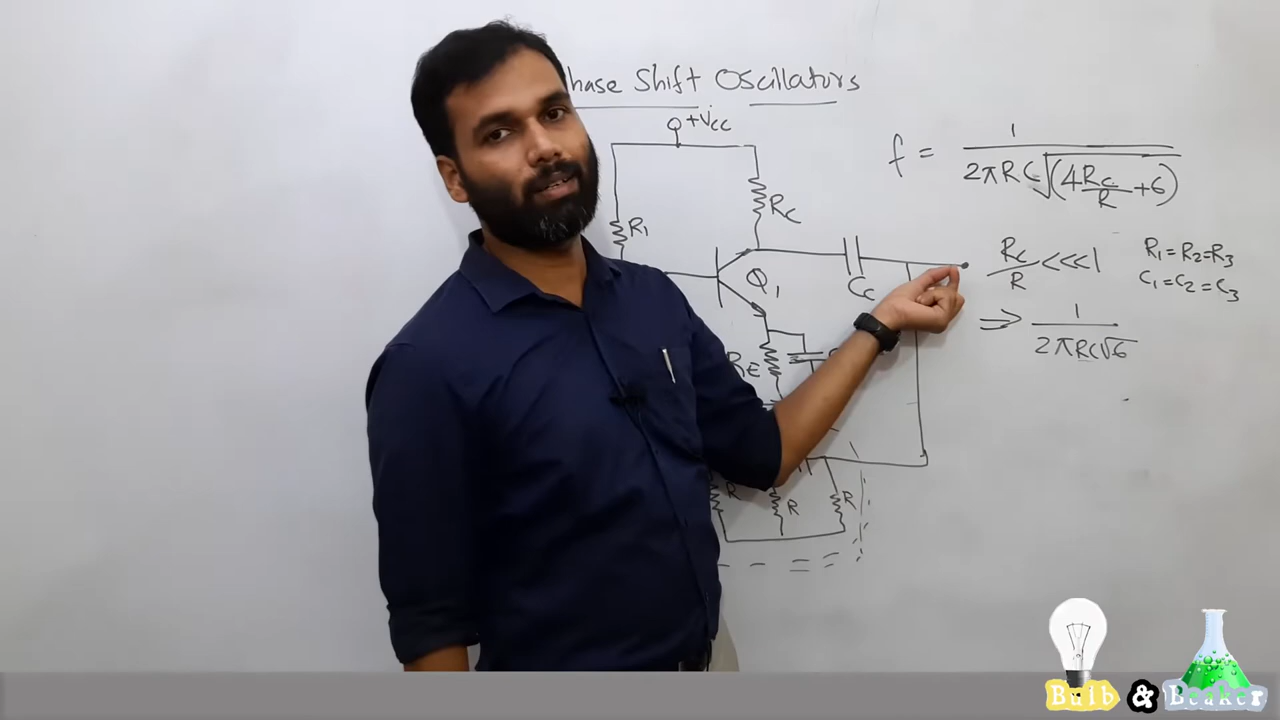 hase Shift Oscillators
+VCC
RC
R1
Q1
CC
RE
R
R
R
f = 1 / 2πRC√(4RC/R + 6)
RC/R <<<1
R1=R2=R3
C1=C2=C3
⇒ 1 / 2πRC√6
Bulb & Beaker